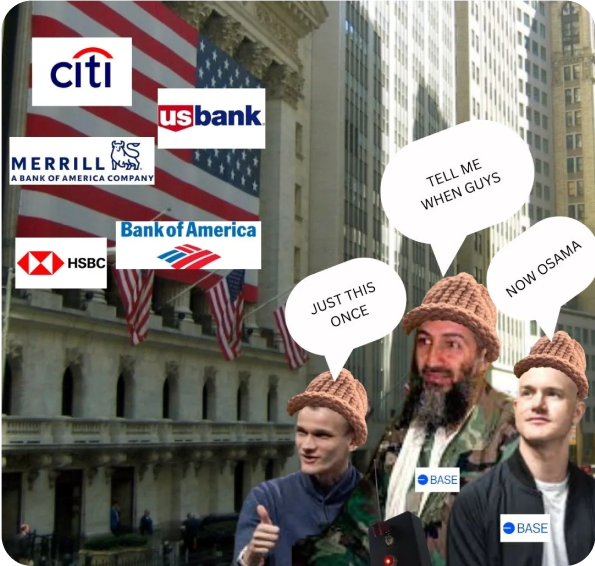 citi
usbank
MERRILL
A BANK OF AMERICA COMPANY
Bank of America
HSBC
JUST THIS
ONCE
TELL ME
WHEN GUYS
NOW OSAMA
BASE
BASE